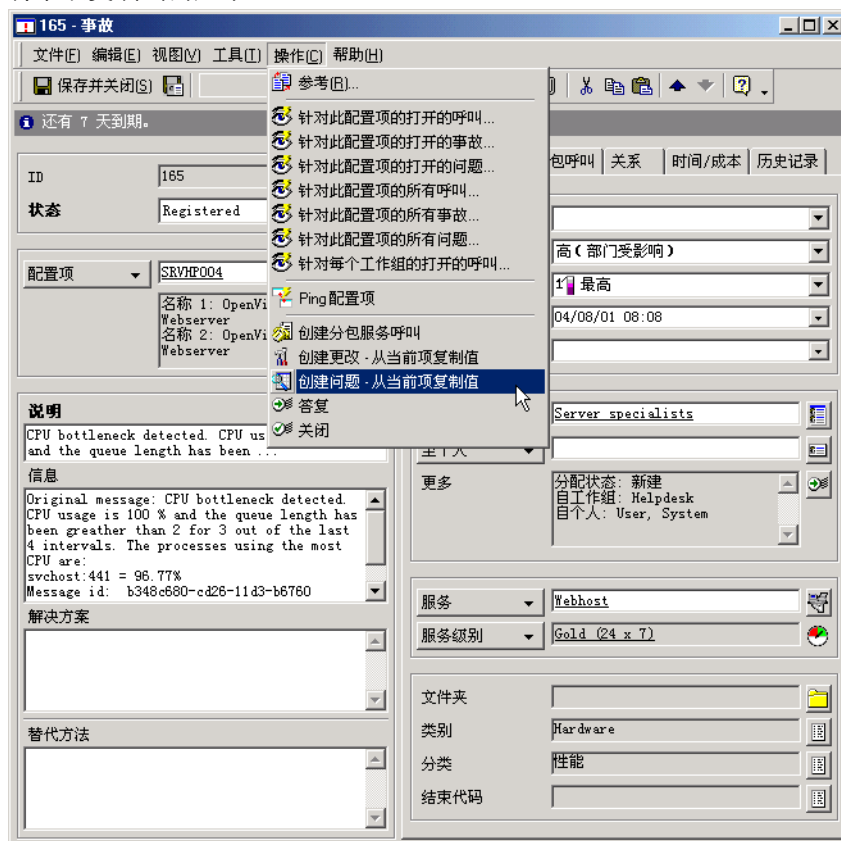 165 - 事故
文件(F) 编辑(E) 视图(V) 工具(T) 操作(C) 帮助(H)
保存并关闭(S)
还有 7 天到期。
参考(R)...
针对此配置项的打开的呼叫...
针对此配置项的打开的事故...
针对此配置项的打开的问题...
针对此配置项的所有呼叫...
针对此配置项的所有事故...
针对此配置项的所有问题...
针对每个工作组的打开的呼叫...
Ping 配置项
创建分包服务呼叫
创建更改 - 从当前项复制值
创建问题 - 从当前项复制值
答复
关闭
包呼叫 关系 时间/成本 历史记录
ID 165
状态 Registered
配置项 SRVHP004
名称 1: OpenVi
Webserver
名称 2: OpenVi
Webserver
高(部门受影响)
1 最高
04/08/01 08:08
说明
CPU bottleneck detected. CPU us
and the queue length has been ...
信息
Original message: CPU bottleneck detected.
CPU usage is 100 % and the queue length has
been greather than 2 for 3 out of the last
4 intervals. The processes using the most
CPU are:
svchost:441 = 96.77%
Message id: b348c680-cd26-11d3-b6760
解决方案
替代方法
Server specialists
至个人
更多
分配状态: 新建
自工作组: Helpdesk
自个人: User, System
服务 Webhost
服务级别 Gold (24 x 7)
文件夹
类别 Hardware
分类 性能
结束代码